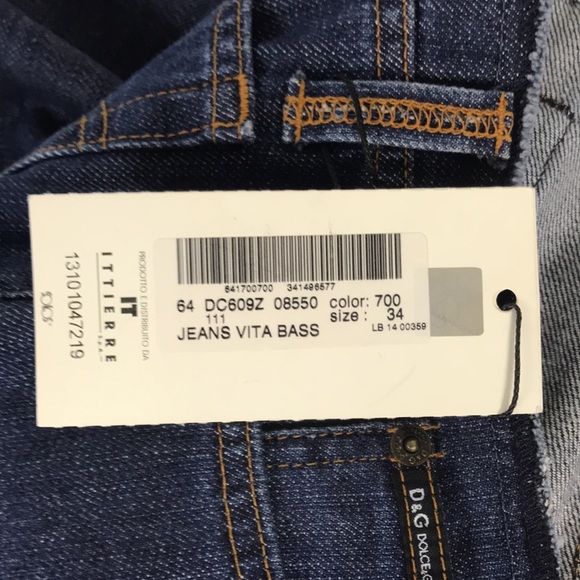 641700700 341496577
64 DC609Z 08550 color: 700
111 size : 34
JEANS VITA BASS LB 14 00359
PRODOTTO E DISTRIBUITO DA
IT
ITTIERRE
S.p.A.
13101047219
D&G DOLCE&G